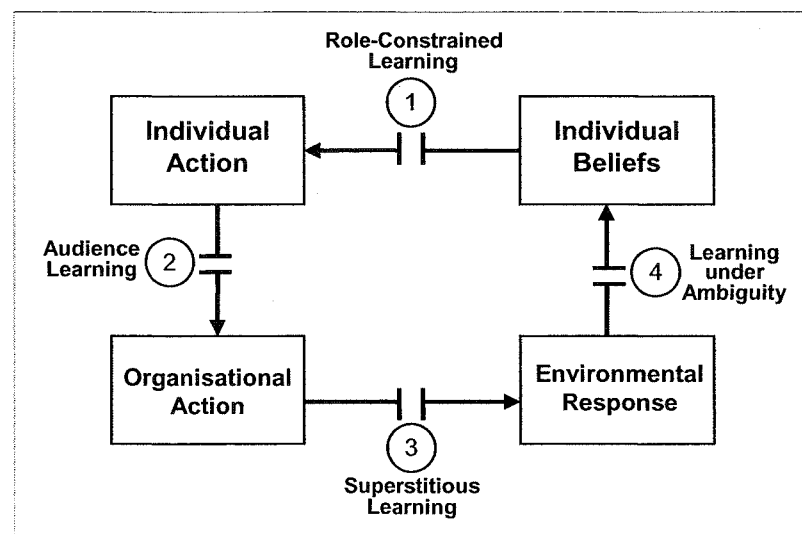 Role-Constrained
Learning
1
Individual
Action
Individual
Beliefs
Audience
Learning
2
4
Learning
under
Ambiguity
Organisational
Action
Environmental
Response
3
Superstitious
Learning